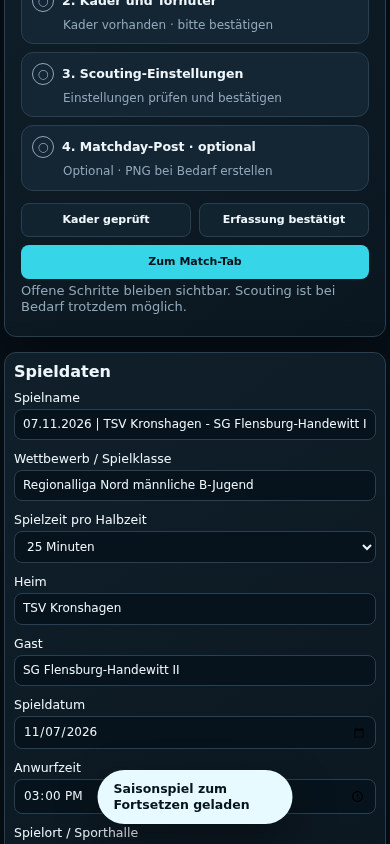 2. Kader und Torhüter
Kader vorhanden · bitte bestätigen
3. Scouting-Einstellungen
Einstellungen prüfen und bestätigen
4. Matchday-Post · optional
Optional · PNG bei Bedarf erstellen
Kader geprüft
Erfassung bestätigt
Zum Match-Tab
Offene Schritte bleiben sichtbar. Scouting ist bei
Bedarf trotzdem möglich.
Spieldaten
Spielname
07.11.2026 | TSV Kronshagen - SG Flensburg-Handewitt I
Wettbewerb / Spielklasse
Regionalliga Nord männliche B-Jugend
Spielzeit pro Halbzeit
25 Minuten
Heim
TSV Kronshagen
Gast
SG Flensburg-Handewitt II
Spieldatum
11/07/2026
Anwurfzeit
03:00 PM
Saisonspiel zum
Fortsetzen geladen
Spielort / Sporthalle